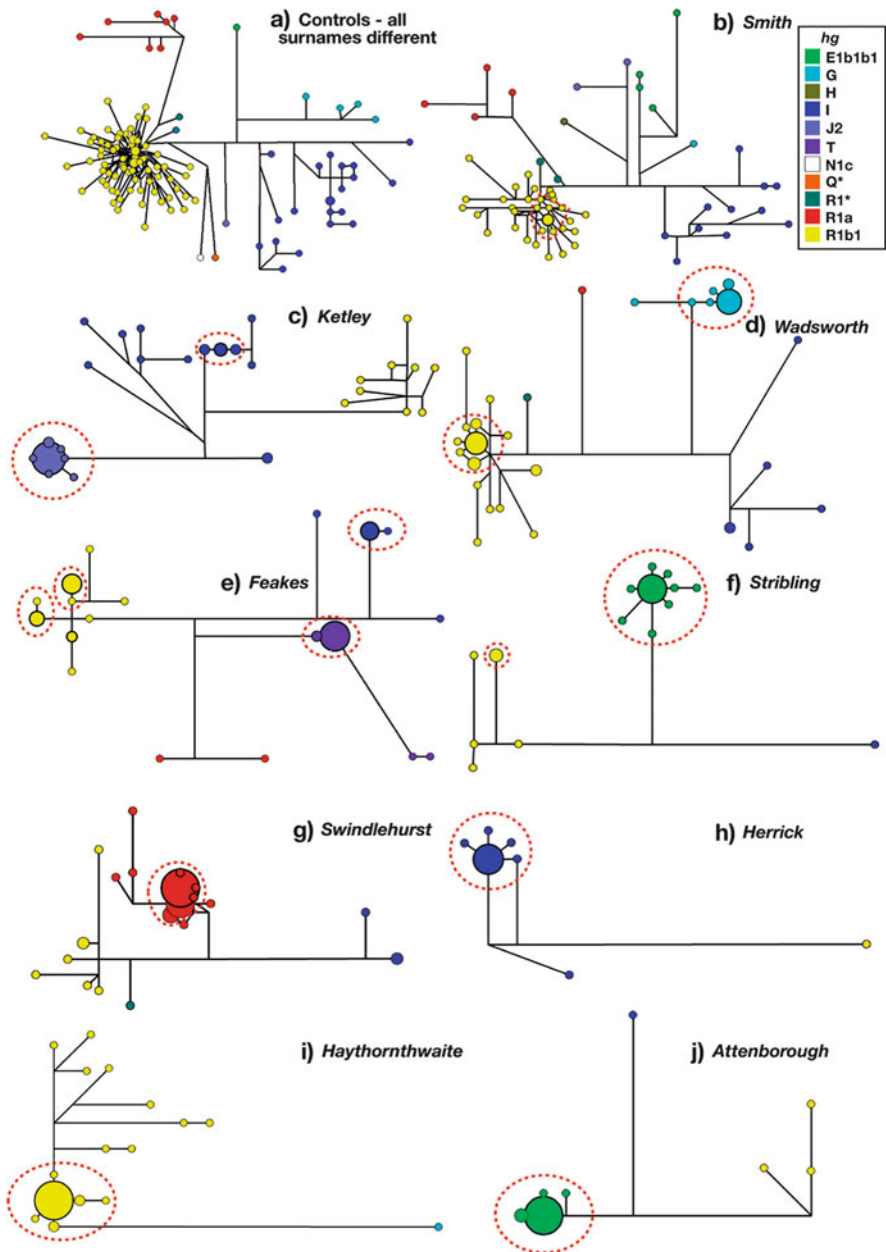 a) Controls - all
surnames different
b) Smith
hg
E1b1b1
G
H
I
J2
T
N1c
Q*
R1*
R1a
R1b1
c) Ketley
d) Wadsworth
e) Feakes
f) Stribling
g) Swindlehurst
h) Herrick
i) Haythornthwaite
j) Attenborough